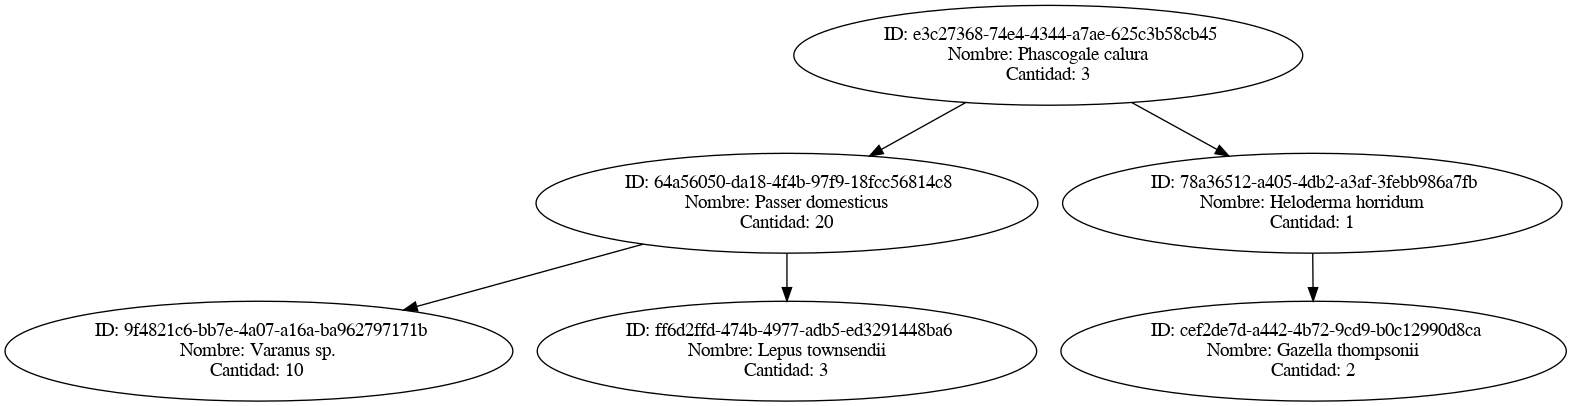 ID: e3c27368-74e4-4344-a7ae-625c3b58cb45
Nombre: Phascogale calura
Cantidad: 3
ID: 64a56050-da18-4f4b-97f9-18fcc56814c8
Nombre: Passer domesticus
Cantidad: 20
ID: 78a36512-a405-4db2-a3af-3febb986a7fb
Nombre: Heloderma horridum
Cantidad: 1
ID: 9f4821c6-bb7e-4a07-a16a-ba962797171b
Nombre: Varanus sp.
Cantidad: 10
ID: ff6d2ffd-474b-4977-adb5-ed3291448ba6
Nombre: Lepus townsendii
Cantidad: 3
ID: cef2de7d-a442-4b72-9cd9-b0c12990d8ca
Nombre: Gazella thompsonii
Cantidad: 2